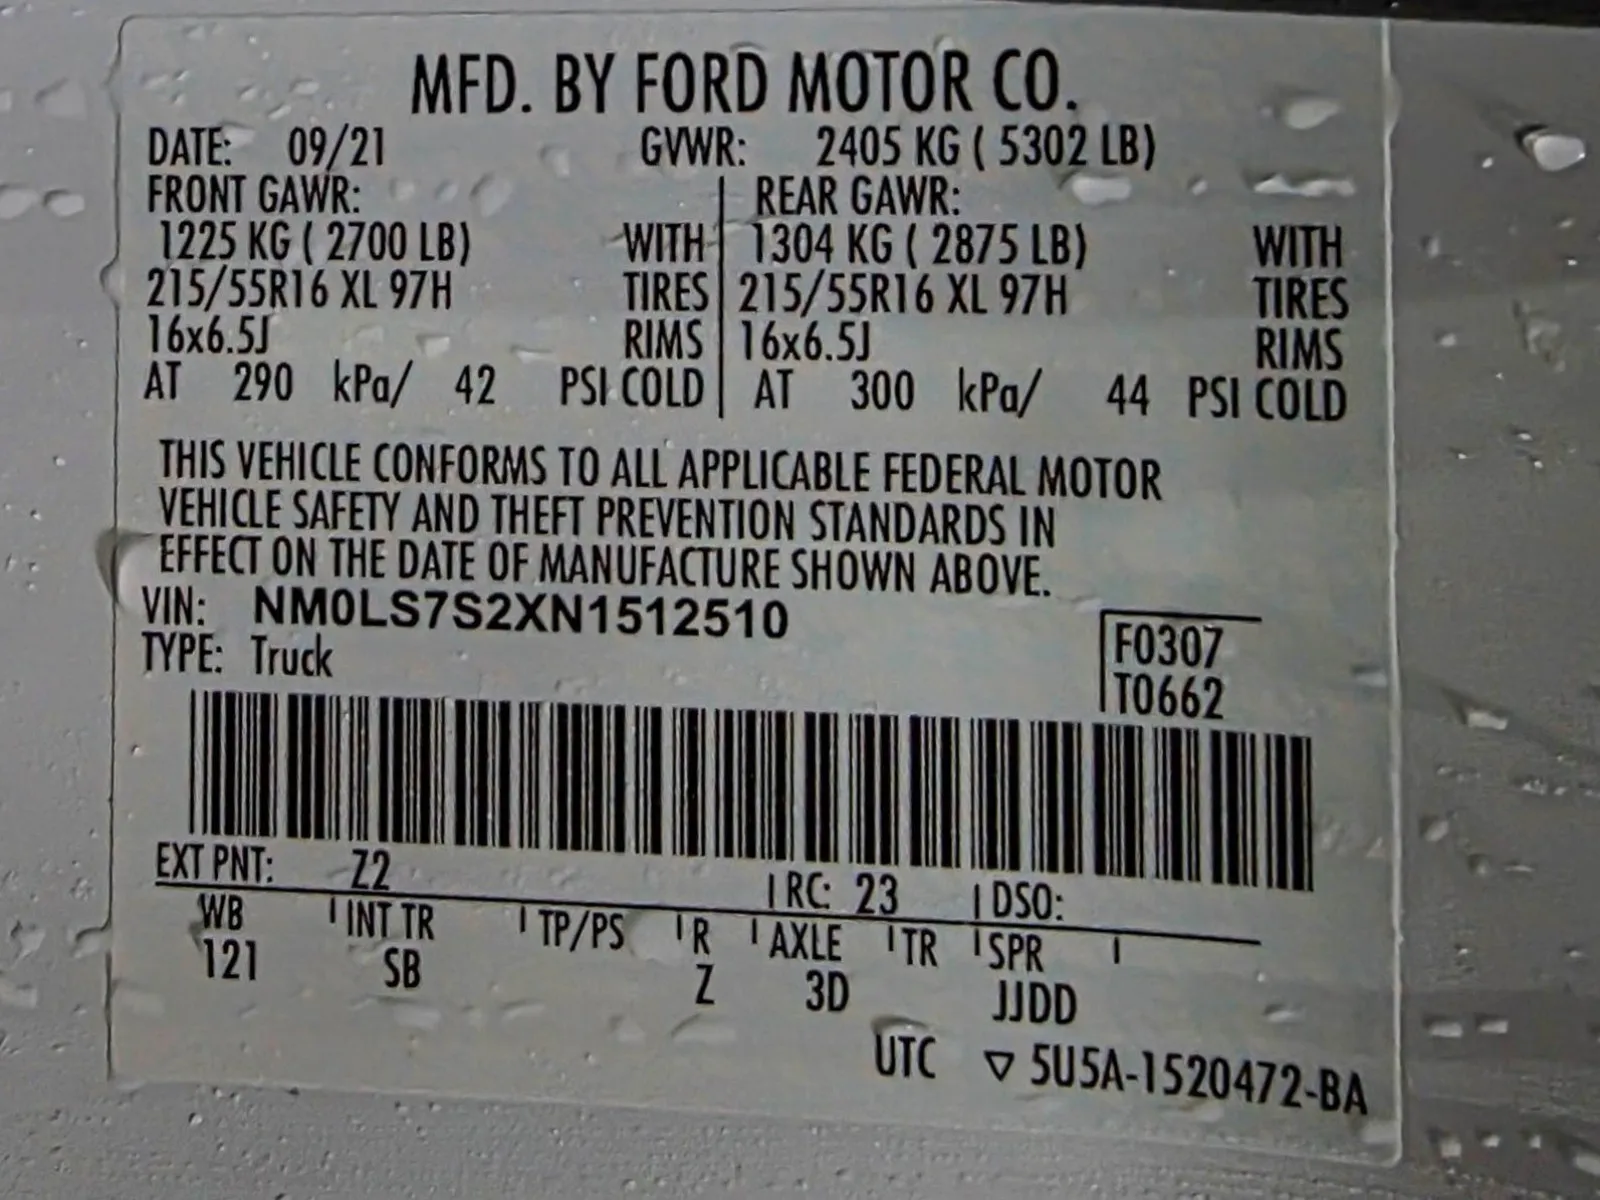 MFD. BY FORD MOTOR CO.
DATE: 09/21 GVWR: 2405 KG ( 5302 LB)
FRONT GAWR: REAR GAWR:
1225 KG ( 2700 LB) WITH 1304 KG ( 2875 LB) WITH
215/55R16 XL 97H TIRES 215/55R16 XL 97H TIRES
16x6.5J RIMS 16x6.5J RIMS
AT 290 kPa/ 42 PSI COLD AT 300 kPa/ 44 PSI COLD
THIS VEHICLE CONFORMS TO ALL APPLICABLE FEDERAL MOTOR
VEHICLE SAFETY AND THEFT PREVENTION STANDARDS IN
EFFECT ON THE DATE OF MANUFACTURE SHOWN ABOVE.
VIN: NM0LS7S2XN1512510
TYPE: Truck
F0307
T0662
EXT PNT: Z2 RC: 23 DSO:
WB INT TR TP/PS R AXLE TR SPR
121 SB Z 3D JJDD
UTC ▽ 5U5A-1520472-BA